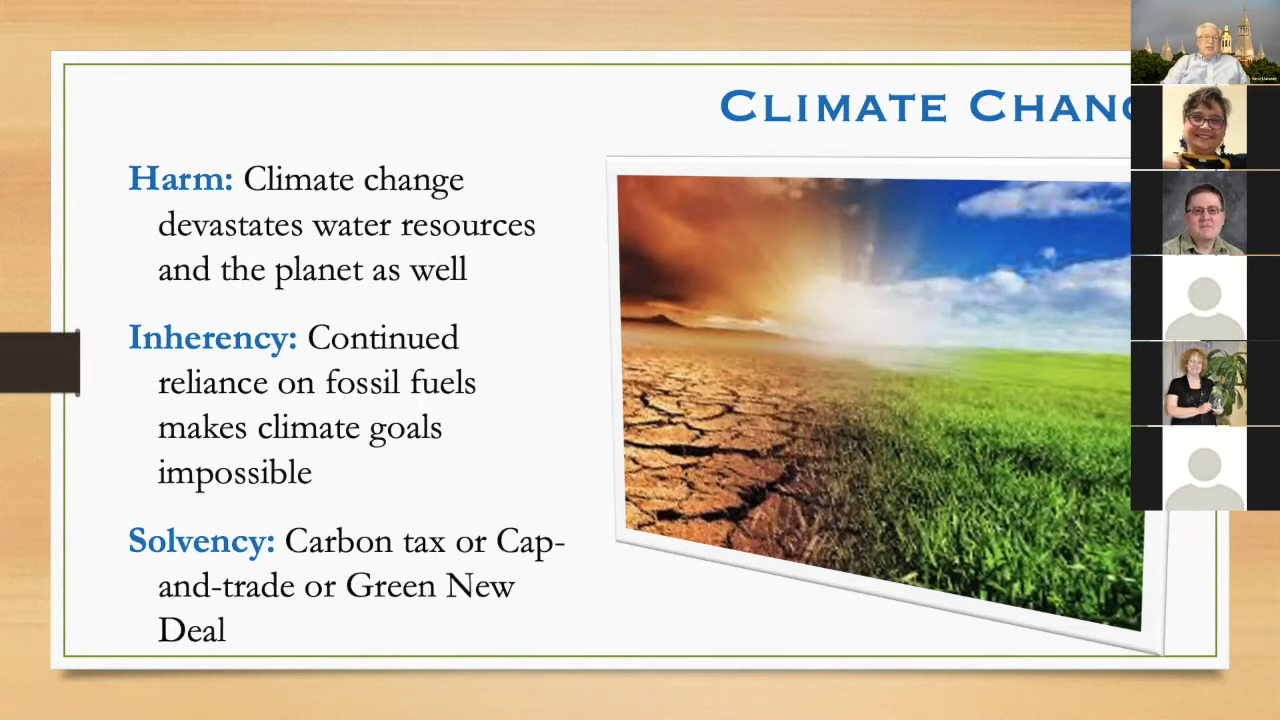 CLIMATE CHANG
Harm: Climate change
devastates water resources
and the planet as well
Inherency: Continued
reliance on fossil fuels
makes climate goals
impossible
Solvency: Carbon tax or Cap-
and-trade or Green New
Deal